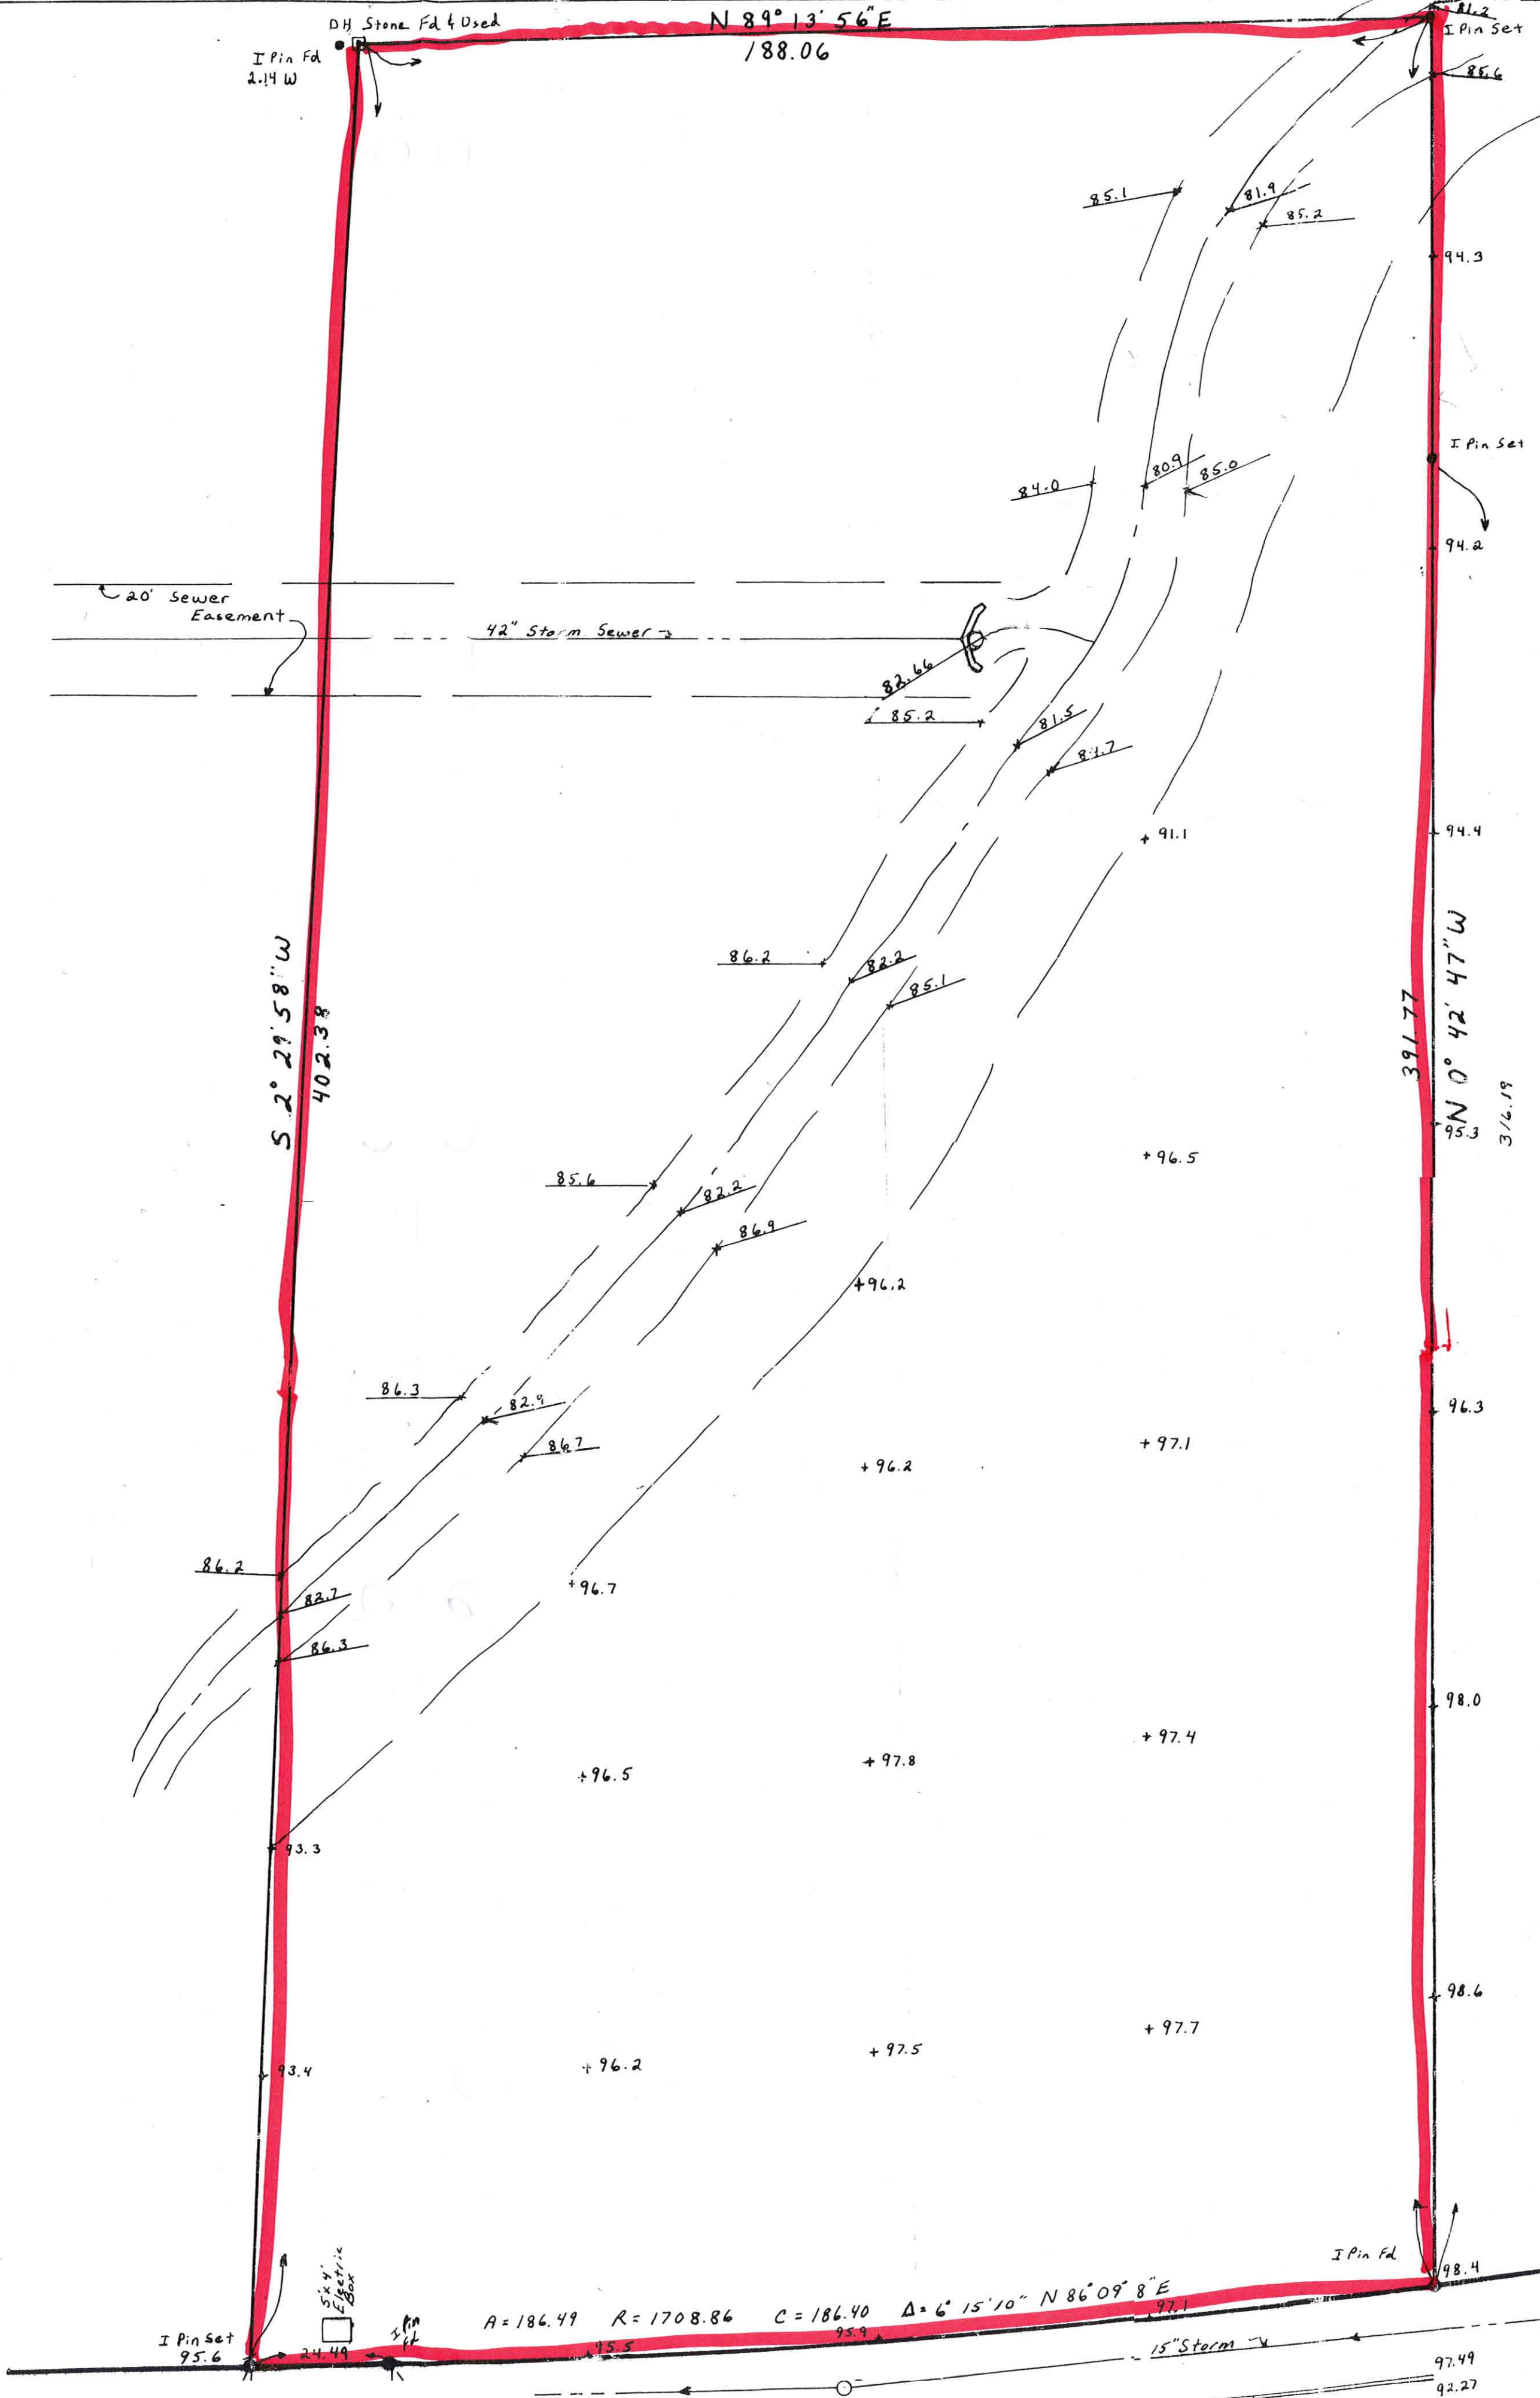 DH Stone Fd & Used
N 89° 13' 56" E
188.06
81.2
I Pin Set
I Pin Fd
2.14 W
85.6
85.1
81.9
85.2
94.3
I Pin Set
84.0
80.9
85.0
94.2
20' Sewer
Easement
42" Storm Sewer
82.66
85.2
81.5
84.7
91.1
94.4
S 2° 29' 58" W
402.38
86.2
82.2
85.1
391.77
N 0° 42' 47" W
316.19
95.3
96.5
85.6
82.2
86.9
96.2
86.3
82.9
86.7
96.3
97.1
96.2
86.2
82.7
96.7
86.3
98.0
97.4
97.8
96.5
93.3
98.6
97.7
97.5
96.2
93.4
I Pin Fd
98.4
5'x4'
Electric
Box
I Pin
Fd
A = 186.49 R = 1708.86 C = 186.40 Δ = 6° 15' 10" N 86° 09' 8" E
97.1
95.9
95.5
I Pin Set
95.6
24.49
15" Storm
97.49
92.27